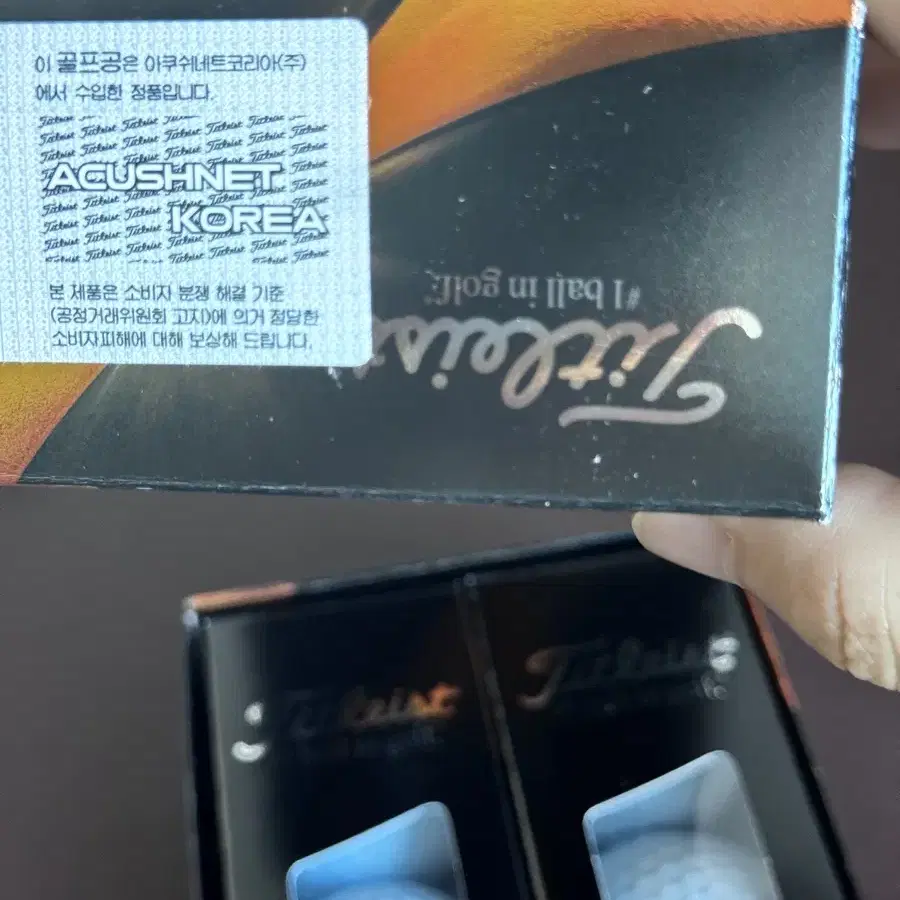 이 골프공은 아쿠쉬네트코리아(주)
에서 수입한 정품입니다.
ACUSHNET
KOREA
본 제품은 소비자 분쟁 해결 기준
(공정거래위원회 고지)에 의거 정당한
소비자피해에 대해 보상해 드립니다.
Titleist
#1 ball in golf.
Titleist
Titleist